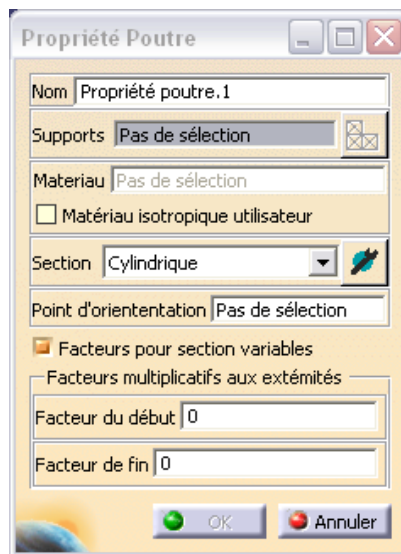 Propriété Poutre
Nom Propriété poutre.1
Supports Pas de sélection
Materiau Pas de sélection
Matériau isotropique utilisateur
Section Cylindrique
Point d'orientention Pas de sélection
Facteurs pour section variables
Facteurs multiplicatifs aux extémités
Facteur du début 0
Facteur de fin 0
OK Annuler